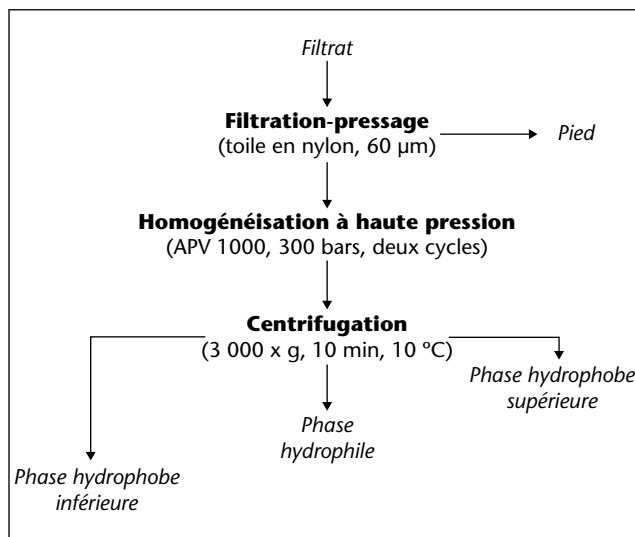 Filtrat
Filtration-pressage
(toile en nylon, 60 µm)
Pied
Homogénéisation à haute pression
(APV 1000, 300 bars, deux cycles)
Centrifugation
(3 000 x g, 10 min, 10 ºC)
Phase hydrophobe
supérieure
Phase
hydrophile
Phase hydrophobe
inférieure